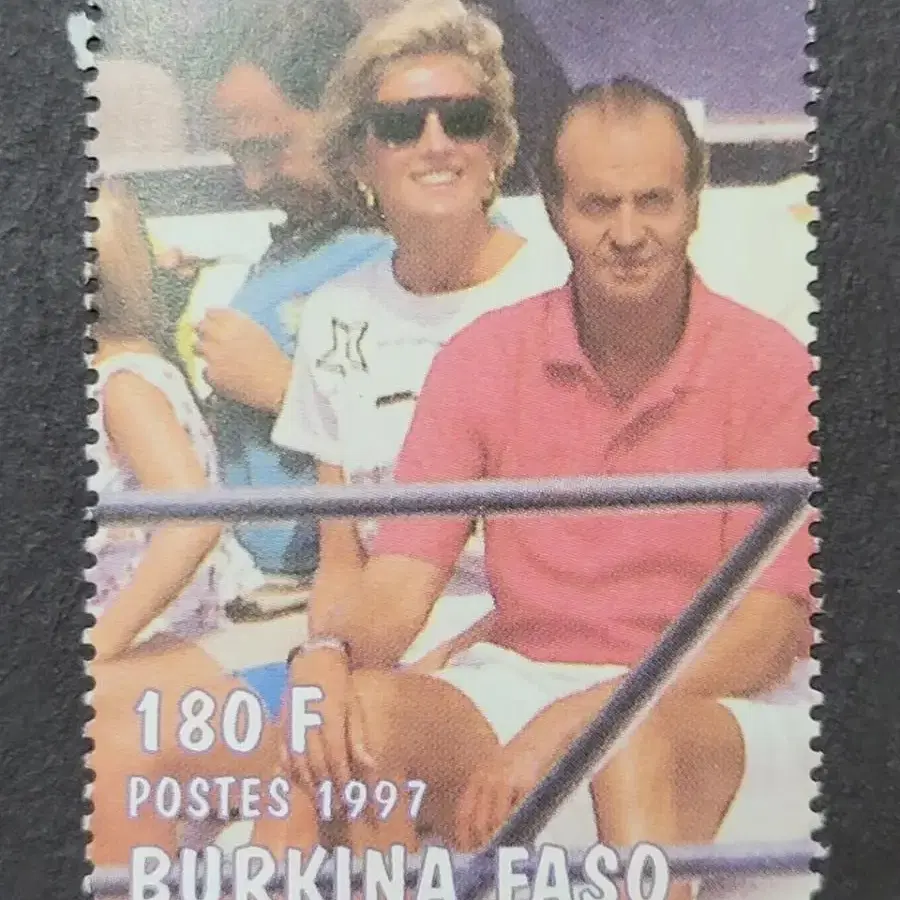 180 F
POSTES 1997
BURKINA FASO